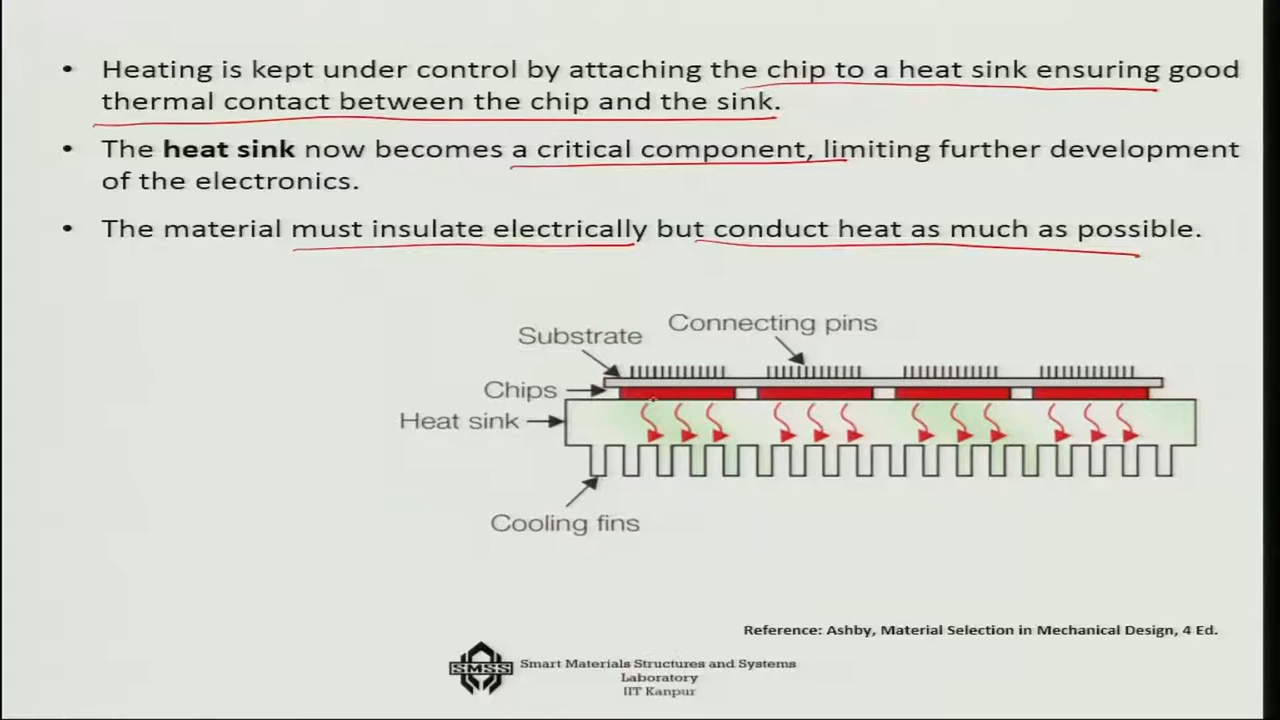 • Heating is kept under control by attaching the chip to a heat sink ensuring good
thermal contact between the chip and the sink.
• The heat sink now becomes a critical component, limiting further development
of the electronics.
• The material must insulate electrically but conduct heat as much as possible.
Connecting pins
Substrate
Chips
Heat sink
Cooling fins
Reference: Ashby, Material Selection in Mechanical Design, 4 Ed.
SMSS
Smart Materials Structures and Systems
Laboratory
IIT Kanpur